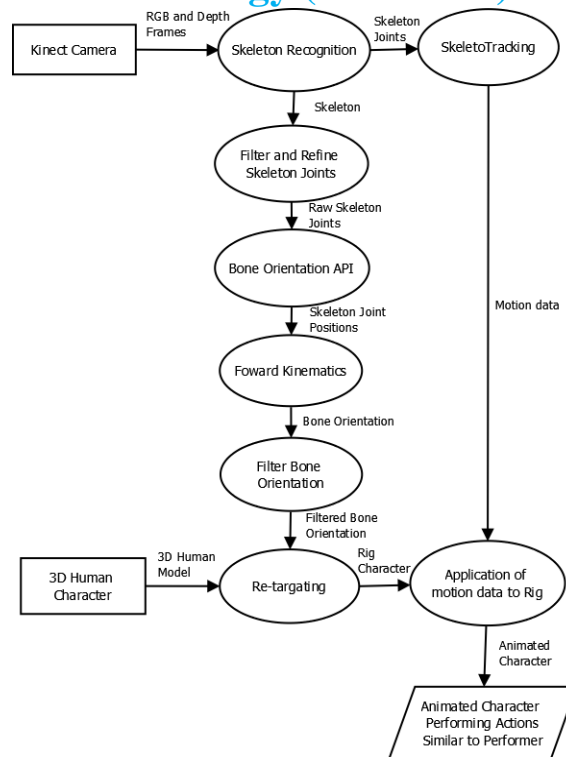 RGB and Depth
Frames
Skeleton
Joints
Kinect Camera
Skeleton Recognition
SkeletoTracking
Skeleton
Filter and Refine
Skeleton Joints
Raw Skeleton
Joints
Bone Orientation API
Skeleton Joint
Positions
Motion data
Foward Kinematics
Bone Orientation
Filter Bone
Orientation
Filtered Bone
Orientation
3D Human
Model
Rig
Character
3D Human
Character
Re-targating
Application of
motion data to Rig
Animated
Character
Animated Character
Performing Actions
Similar to Performer